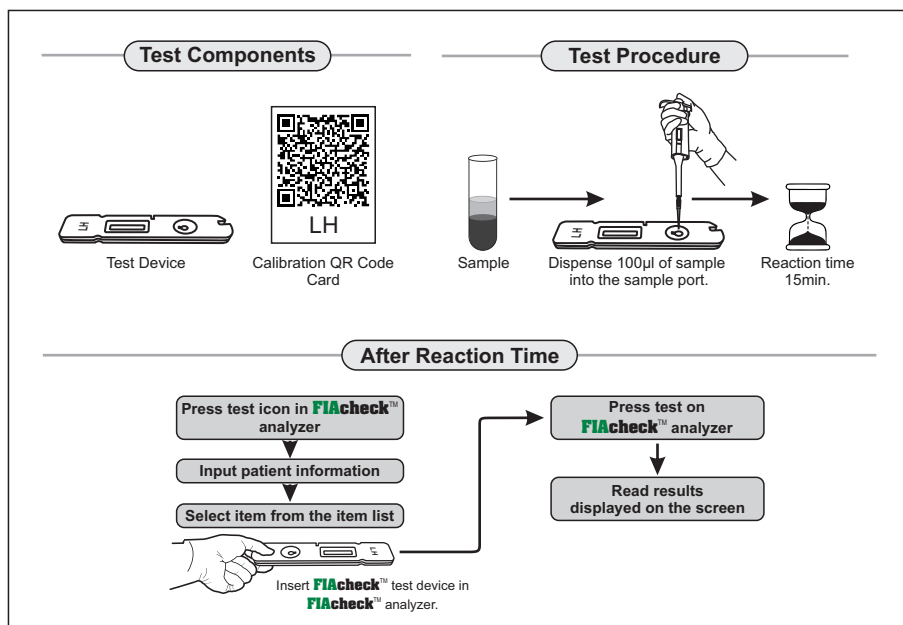 Test Components
LH
Test Device
LH
Calibration QR Code
Card
Test Procedure
Sample
LH
Dispense 100µl of sample
into the sample port.
Reaction time
15min.
After Reaction Time
Press test icon in FIAcheck™
analyzer
Input patient information
Select item from the item list
LH
Insert FIAcheck™ test device in
FIAcheck™ analyzer.
Press test on
FIAcheck™ analyzer
Read results
displayed on the screen